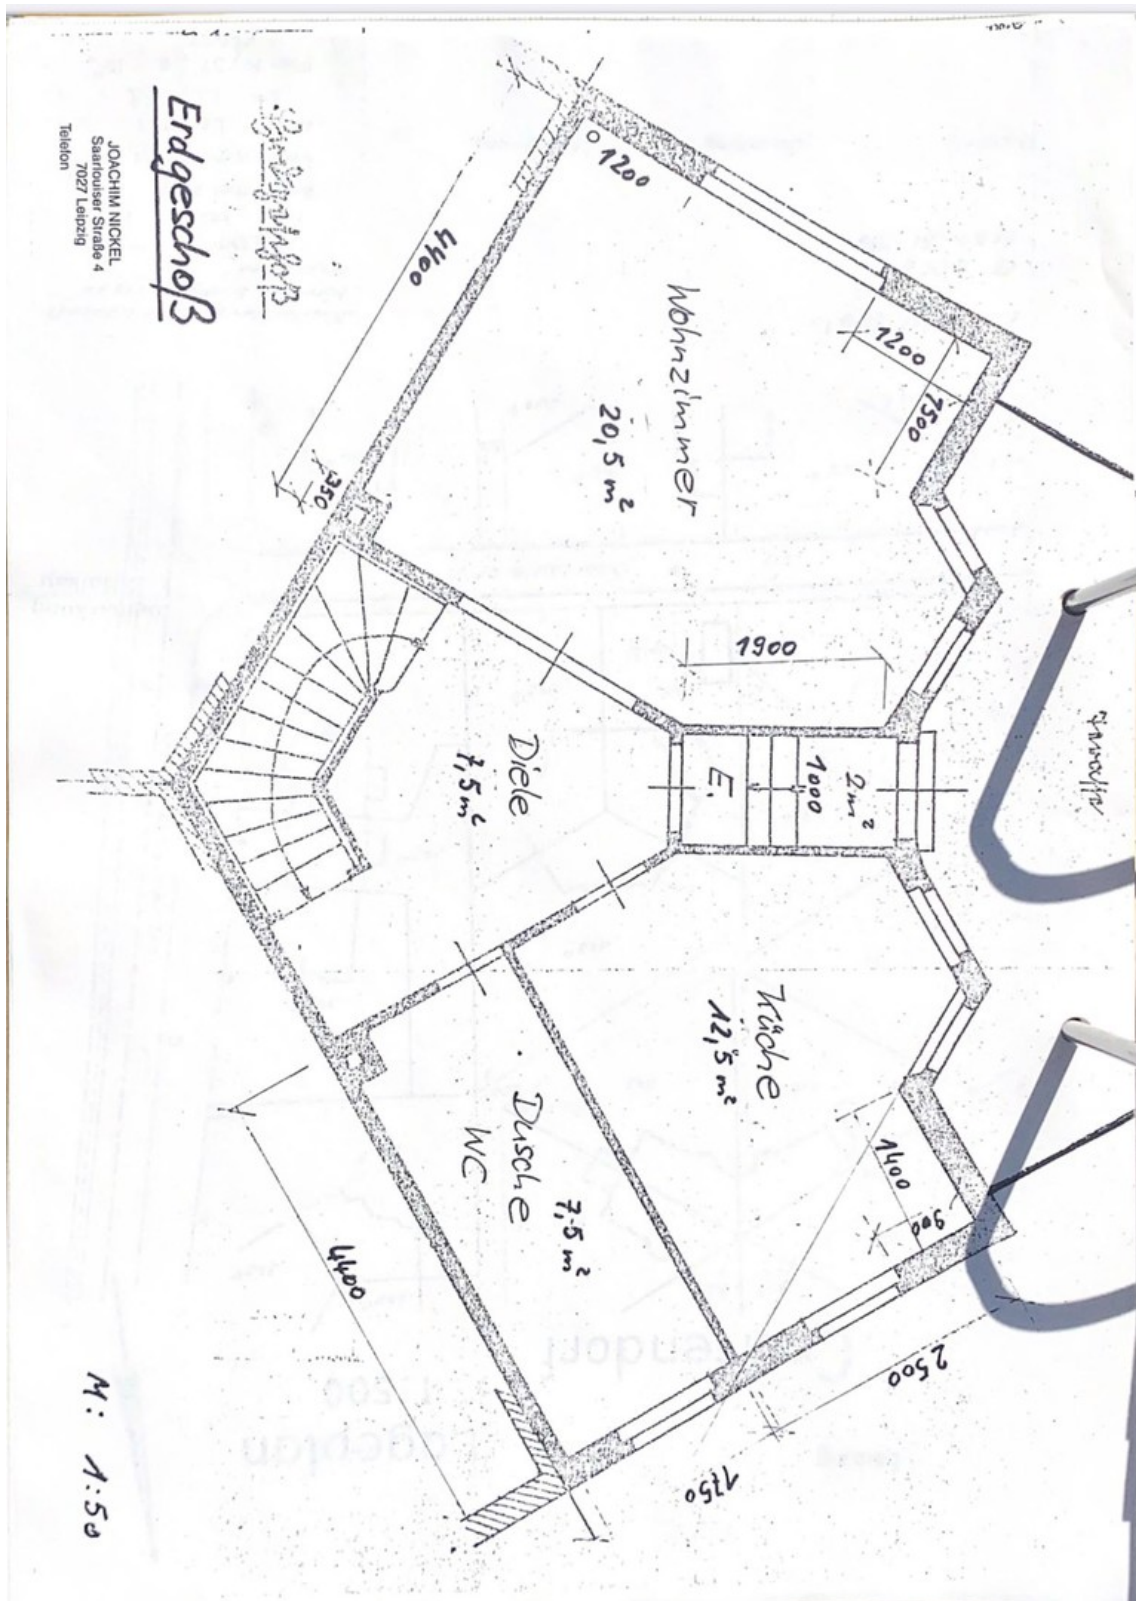 Erdgeschoß
JOACHIM NICKEL
Saarlouiser Straße 4
7027 Leipzig
Telefon
1200
4400
350
Wohnzimmer
20,5 m²
1200
1500
1900
Diele
7,5 m²
E.
1000
2 m²
Küche
12,5 m²
1400
900
Dusche
WC
7,5 m²
4400
2500
1750
M: 1:50